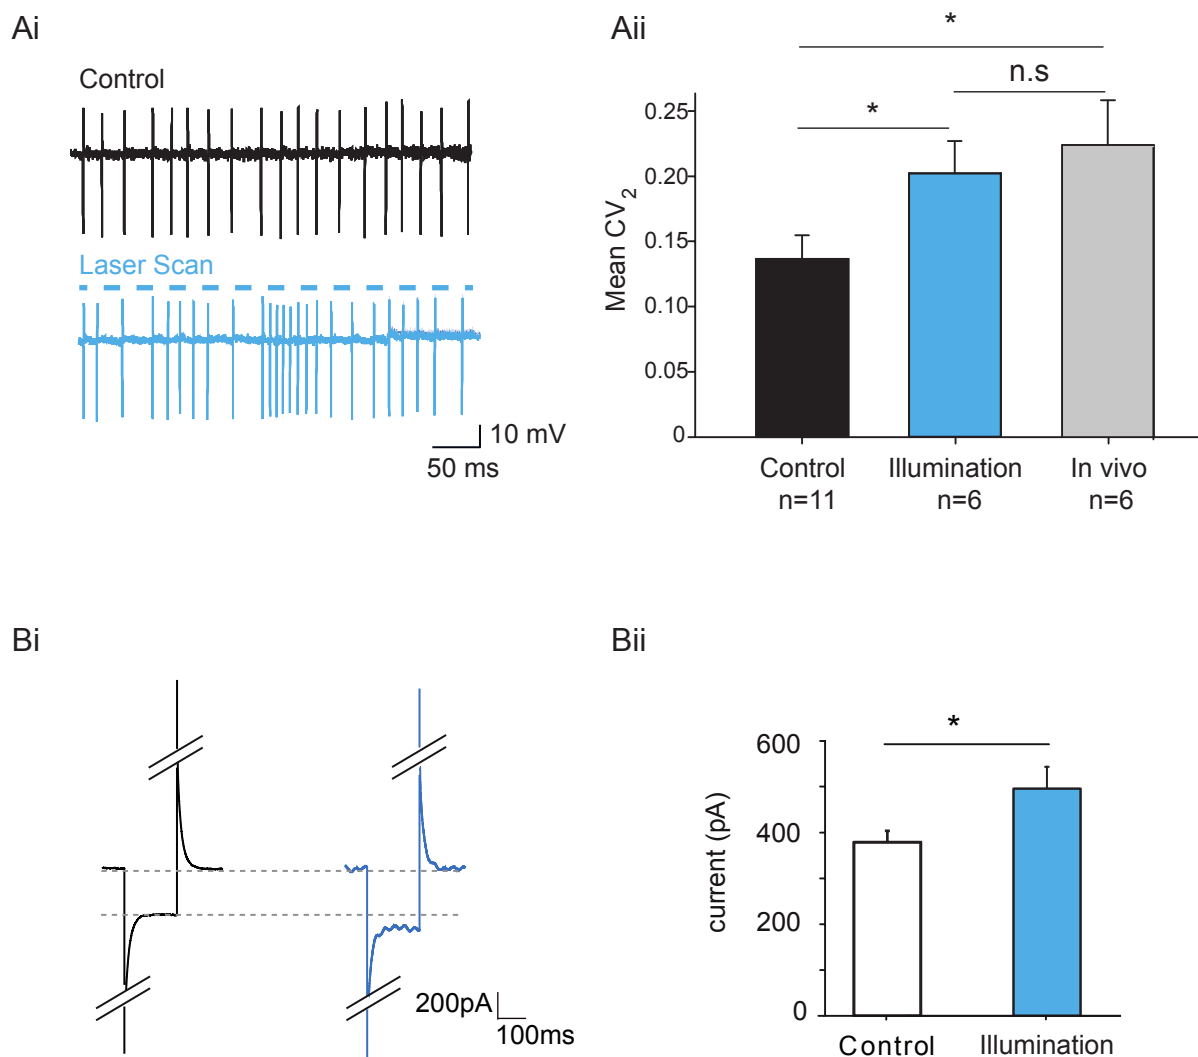 Ai
Control
Laser Scan
10 mV
50 ms
Aii
*
n.s
*
Mean CV2
0.25
0.20
0.15
0.10
0.05
0
Control
n=11
Illumination
n=6
In vivo
n=6
Bi
200pA
100ms
Bii
*
current (pA)
600
400
200
0
Control
Illumination